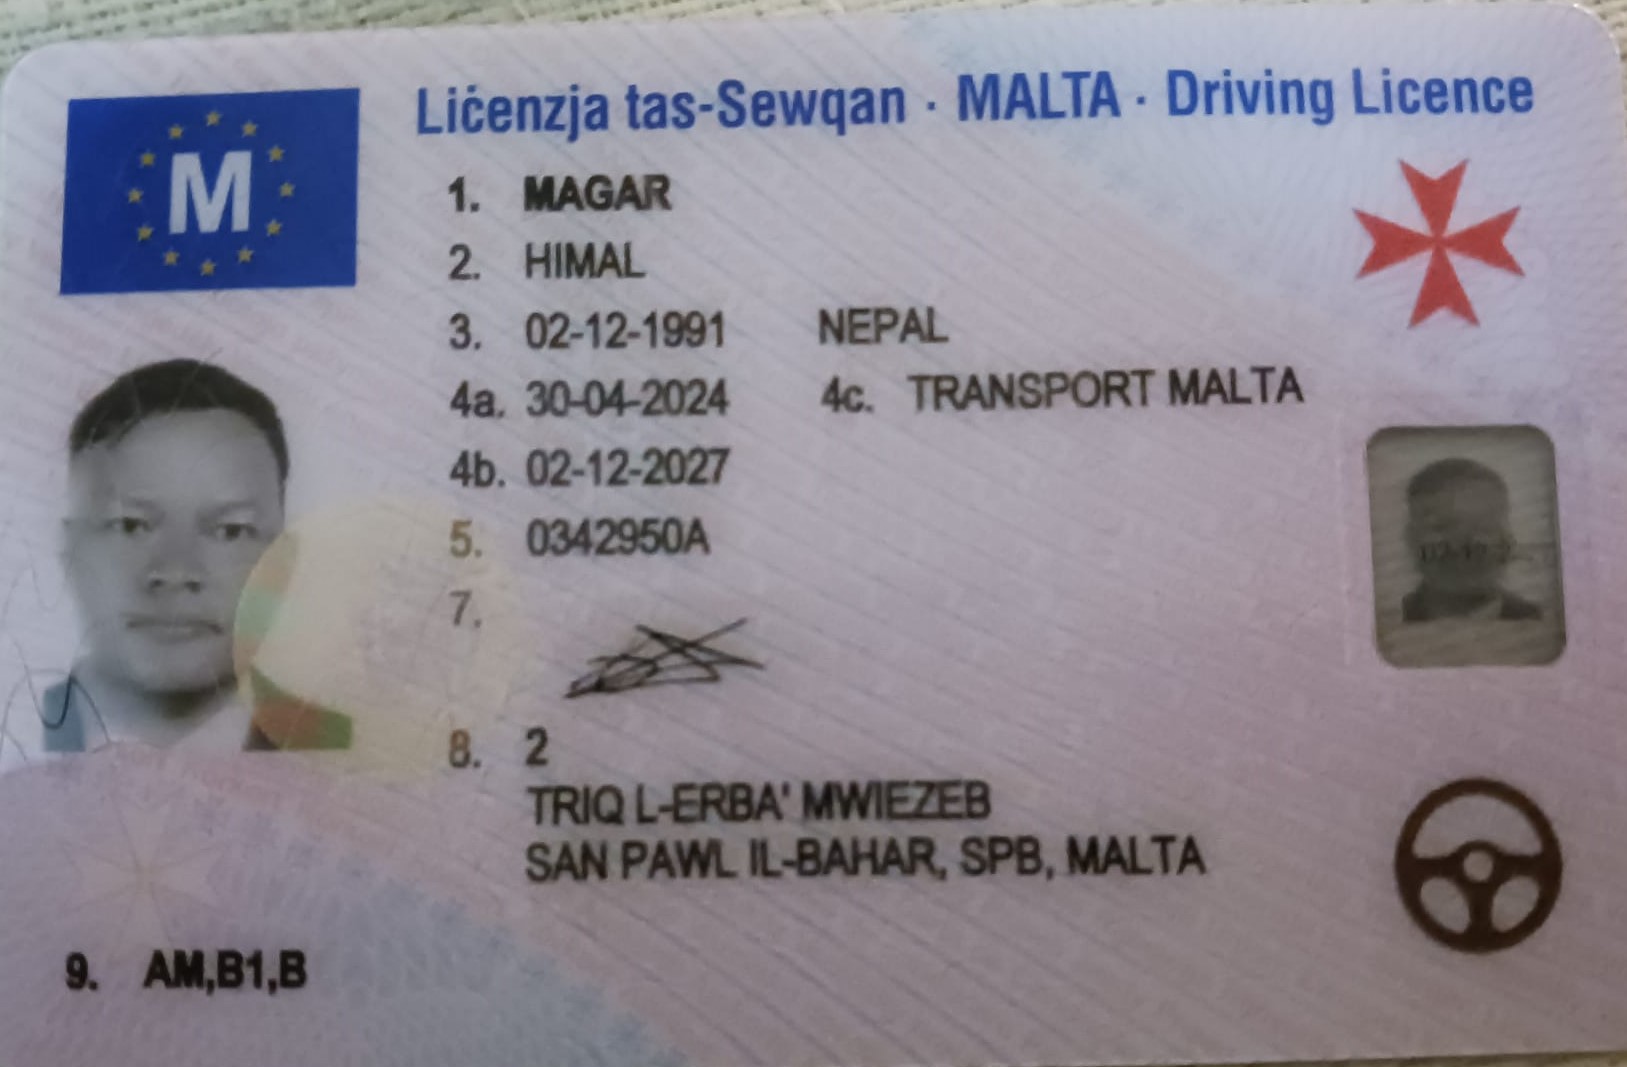 M
Liċenzja tas-Sewqan · MALTA · Driving Licence
1. MAGAR
2. HIMAL
3. 02-12-1991 NEPAL
4a. 30-04-2024 4c. TRANSPORT MALTA
4b. 02-12-2027
5. 0342950A
7.
8. 2
TRIQ L-ERBA' MWIEZEB
SAN PAWL IL-BAHAR, SPB, MALTA
9. AM,B1,B